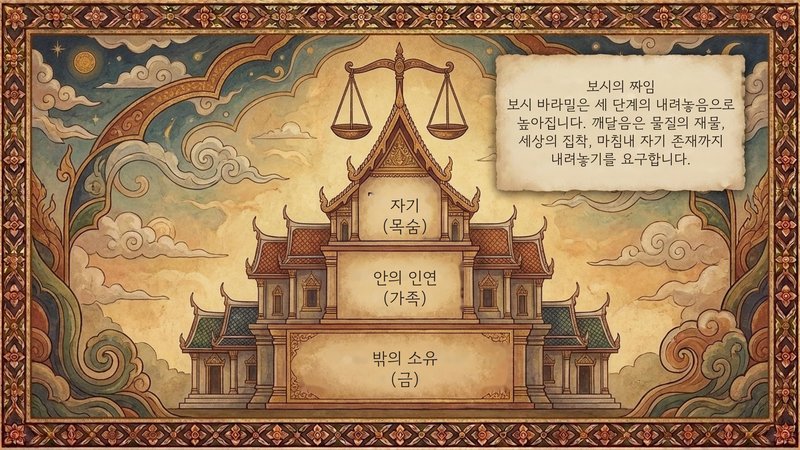 보시의 짜임
보시 바라밀은 세 단계의 내려놓음으로
높아집니다. 깨달음은 물질의 재물,
세상의 집착, 마침내 자기 존재까지
내려놓기를 요구합니다.
자기
(목숨)
안의 인연
(가족)
밖의 소유
(금)